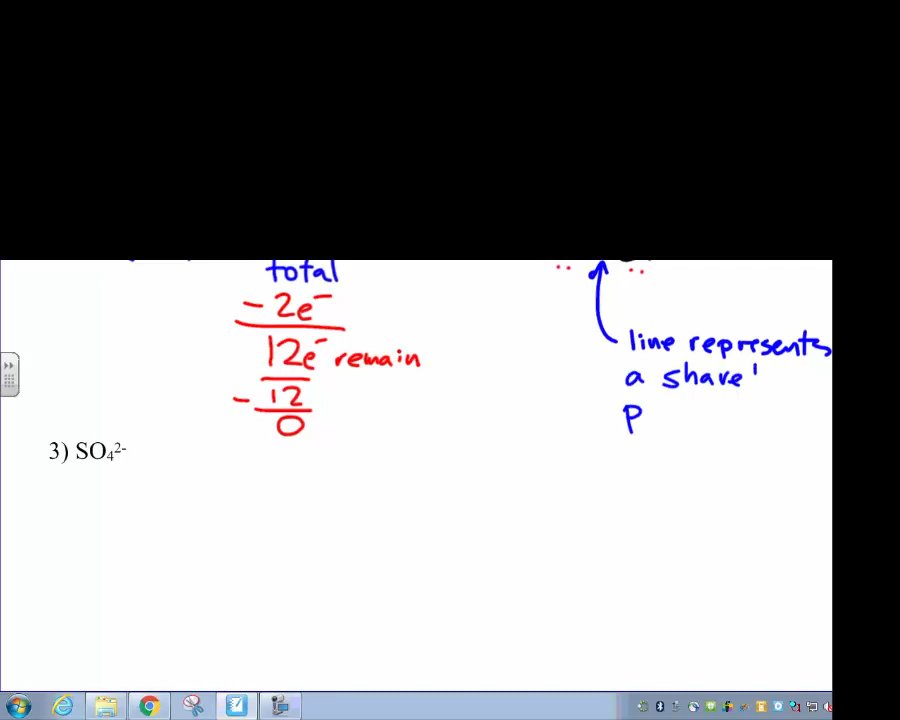 total
- 2e⁻
12e⁻ remain
- 12
0
line represents
a share
p
3) SO₄²⁻